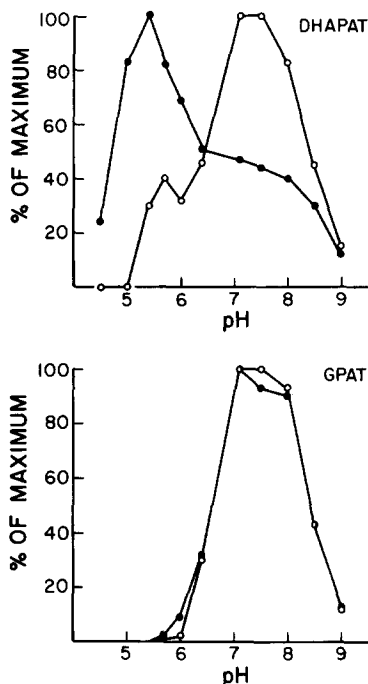 DHAPAT
% OF MAXIMUM
100
80
60
40
20
5 6 7 8 9
pH
GPAT
% OF MAXIMUM
100
80
60
40
20
5 6 7 8 9
pH